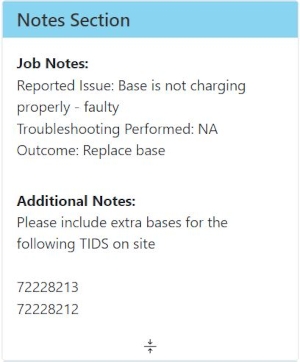 Notes Section
Job Notes:
Reported Issue: Base is not charging
properly - faulty
Troubleshooting Performed: NA
Outcome: Replace base
Additional Notes:
Please include extra bases for the
following TIDS on site
72228213
72228212